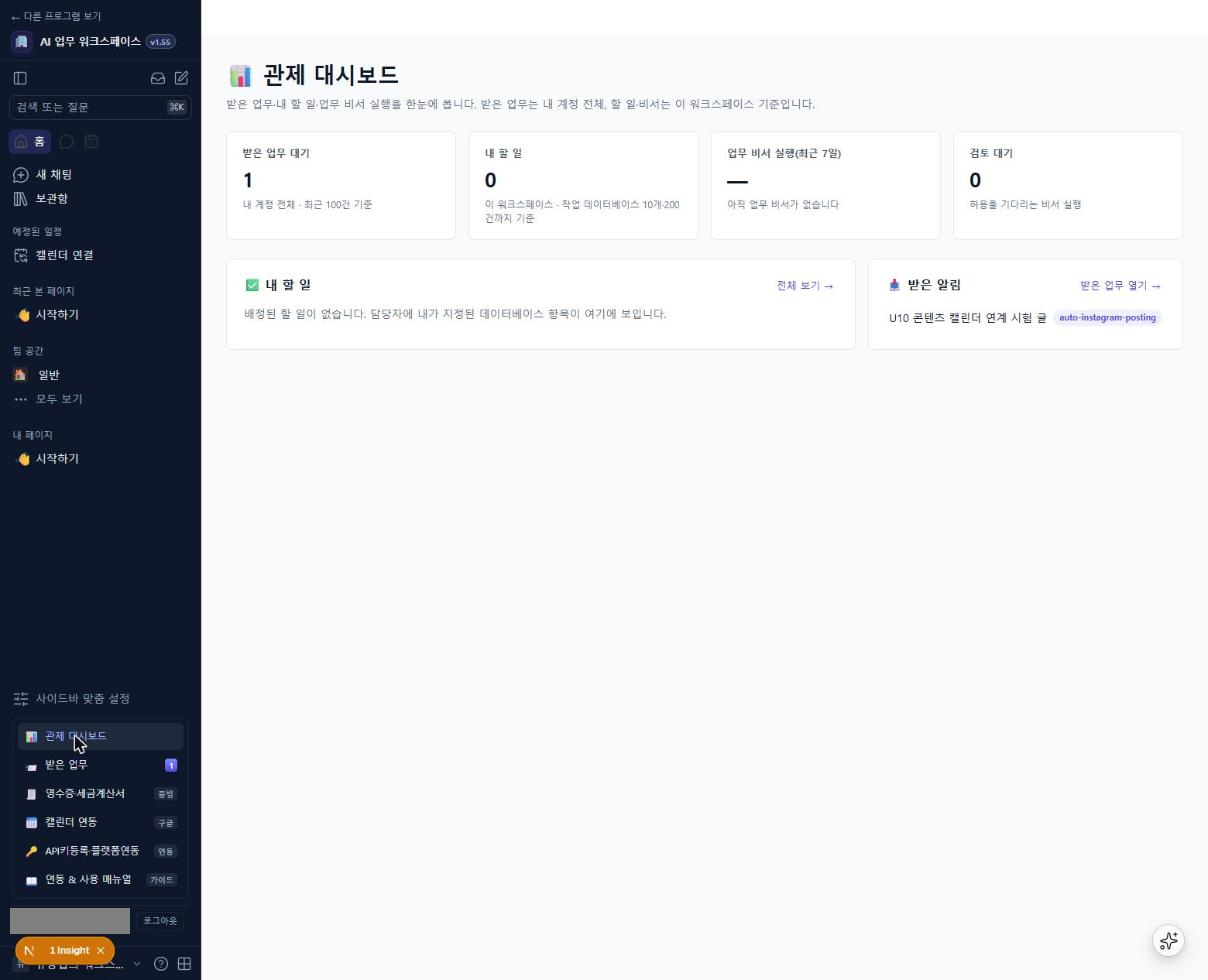 ← 다른 프로그램 보기
AI 업무 워크스페이스 v1.55
검색 또는 질문 ⌘K
홈
새 채팅
보관함
예정된 일정
캘린더 연결
최근 본 페이지
시작하기
팀 공간
일반
모두 보기
내 페이지
시작하기
사이드바 맞춤 설정
관제 대시보드
받은 업무 1
영수증·세금계산서 증빙
캘린더 연동 구글
API키등록·플랫폼연동 연동
연동 & 사용 매뉴얼 가이드
로그아웃
N 1 Insight ×
관제 대시보드
받은 업무·내 할 일·업무 비서 실행을 한눈에 봅니다. 받은 업무는 내 계정 전체, 할 일·비서는 이 워크스페이스 기준입니다.
받은 업무 대기
1
내 계정 전체 · 최근 100건 기준
내 할 일
0
이 워크스페이스 · 작업 데이터베이스 10개·200
건까지 기준
업무 비서 실행(최근 7일)
—
아직 업무 비서가 없습니다
검토 대기
0
허용을 기다리는 비서 실행
내 할 일 전체 보기 →
배정된 할 일이 없습니다. 담당자에 내가 지정된 데이터베이스 항목이 여기에 보입니다.
받은 알림 받은 업무 열기 →
U10 콘텐츠 캘린더 연계 시험 글 auto-instagram-posting